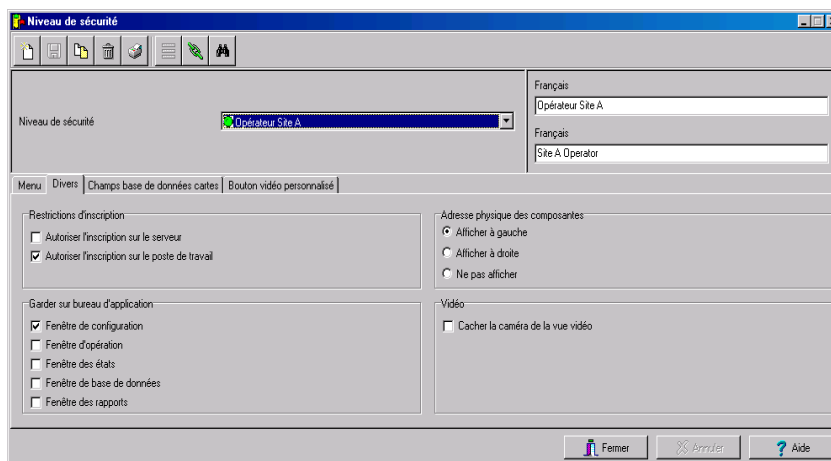 Niveau de sécurité
Français
Opérateur Site A
Niveau de sécurité
Opérateur Site A
Français
Site A Operator
Menu
Divers
Champs base de données cartes
Bouton vidéo personnalisé
Restrictions d'inscription
Autoriser l'inscription sur le serveur
Autoriser l'inscription sur le poste de travail
Adresse physique des composantes
Afficher à gauche
Afficher à droite
Ne pas afficher
Garder sur bureau d'application
Fenêtre de configuration
Fenêtre d'opération
Fenêtre des états
Fenêtre de base de données
Fenêtre des rapports
Vidéo
Cacher la caméra de la vue vidéo
Fermer
Annuler
Aide